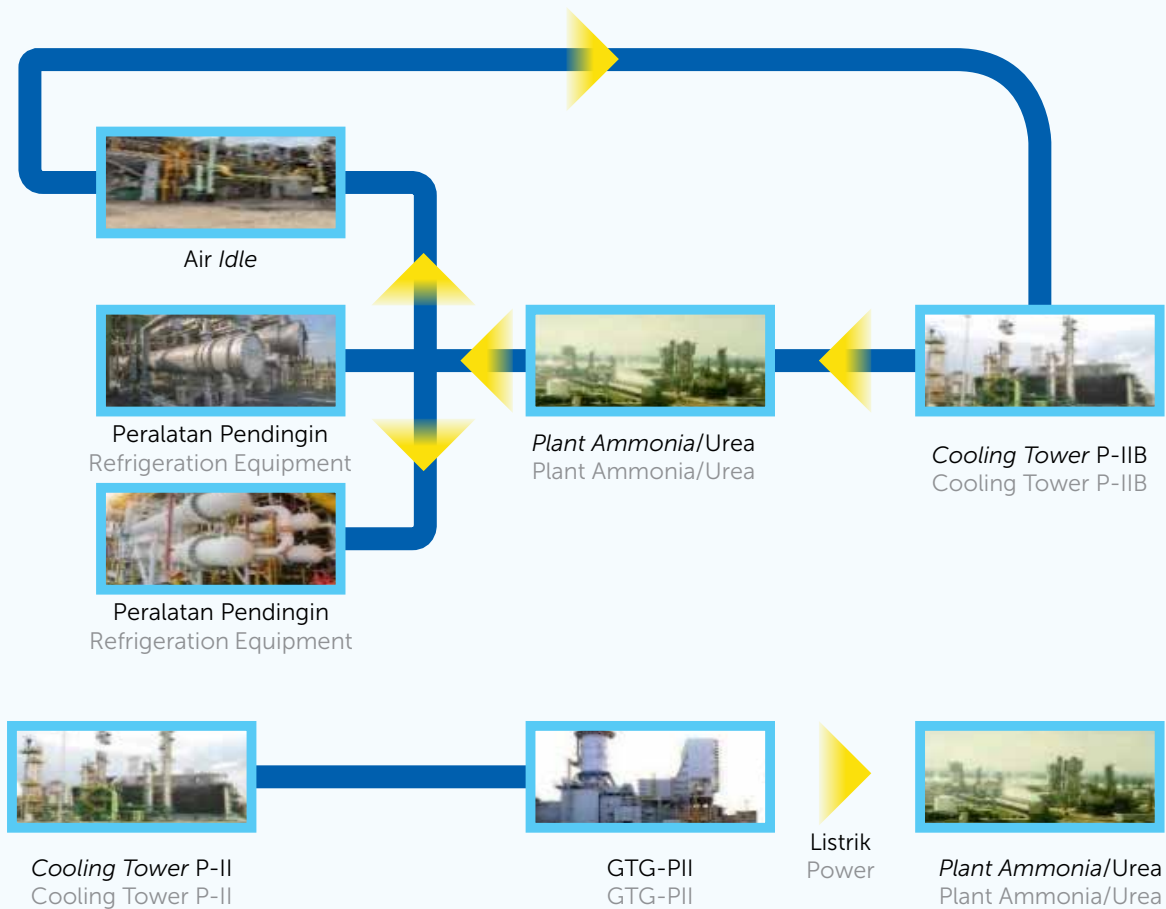 Air Idle
Peralatan Pendingin
Refrigeration Equipment
Plant Ammonia/Urea
Plant Ammonia/Urea
Cooling Tower P-IIB
Cooling Tower P-IIB
Peralatan Pendingin
Refrigeration Equipment
Cooling Tower P-II
Cooling Tower P-II
GTG-PII
GTG-PII
Listrik
Power
Plant Ammonia/Urea
Plant Ammonia/Urea